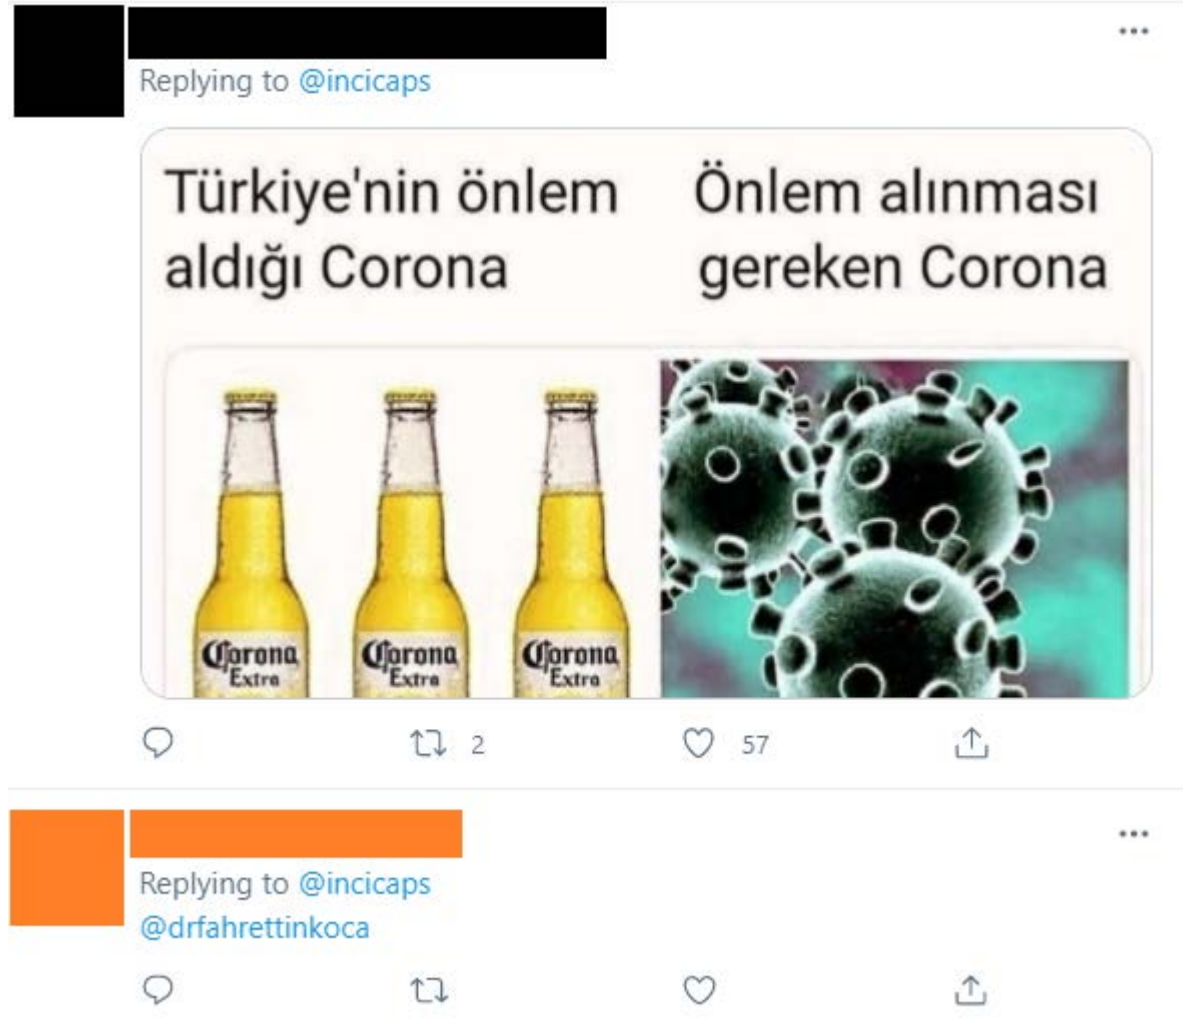 Replying to @incicaps
Türkiye'nin önlem
aldığı Corona
Önlem alınması
gereken Corona
Corona
Extra
Corona
Extra
Corona
Extra
2
57
Replying to @incicaps
@drfahrettinkoca